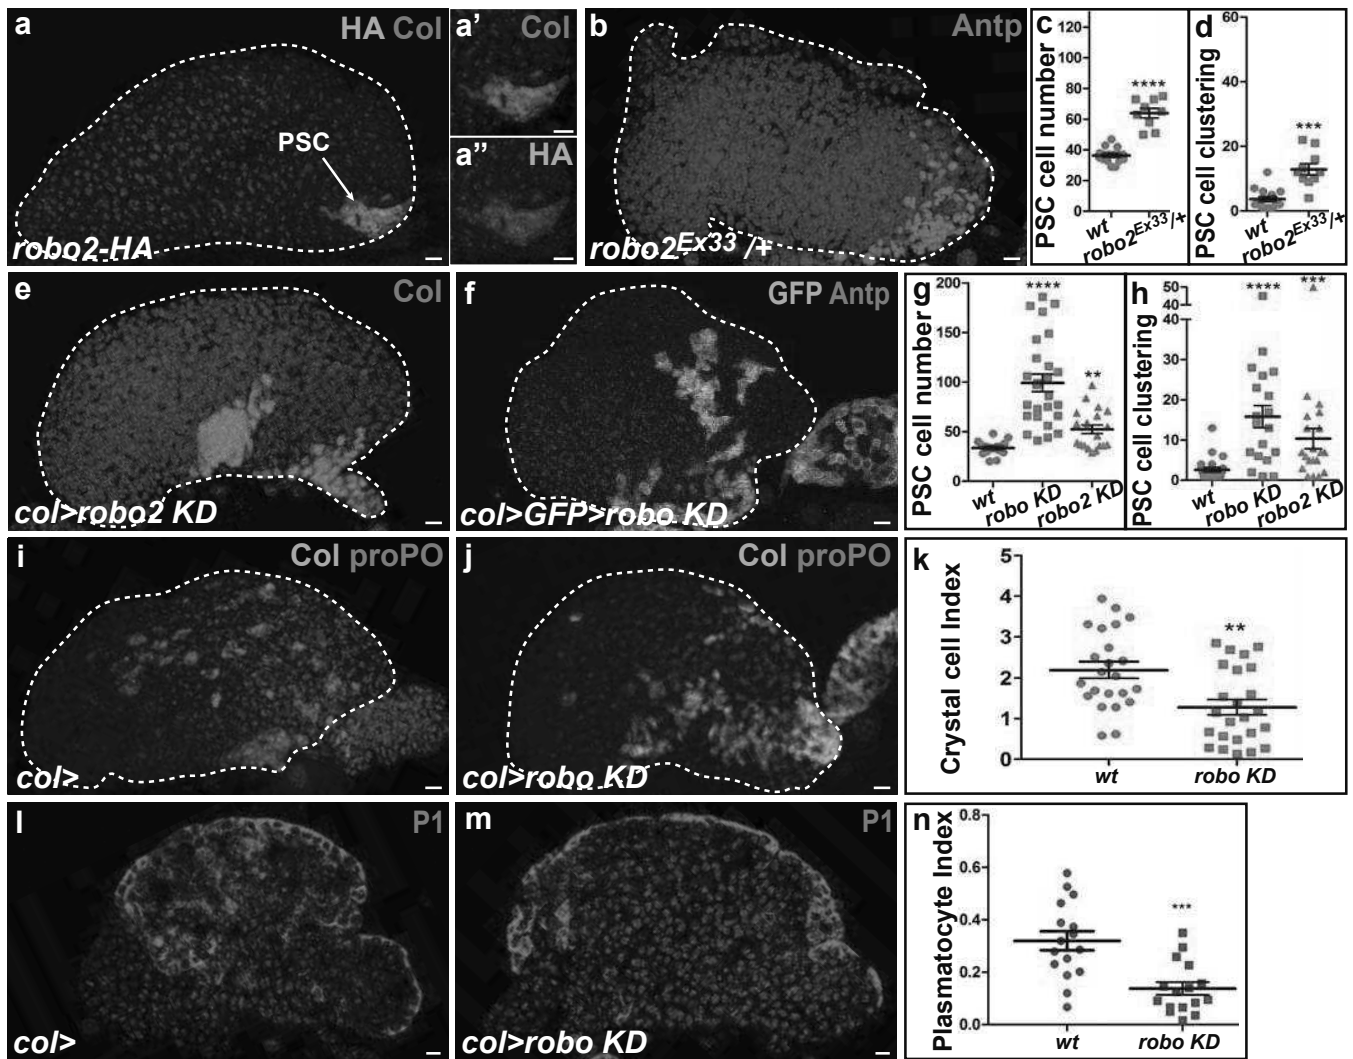 a
HA Col
PSC
robo2-HA
a'
Col
a''
HA
b
Antp
robo2Ex33/+
c
PSC cell number
120
100
80
60
40
20
0
****
wt
robo2Ex33/+
d
PSC cell clustering
60
40
20
0
***
wt
robo2Ex33/+
e
Col
col>robo2 KD
f
GFP Antp
col>GFP>robo KD
g
PSC cell number
200
150
100
50
0
****
**
wt
robo KD
robo2 KD
h
PSC cell clustering
50
40
30
20
10
0
****
***
wt
robo KD
robo2 KD
i
Col proPO
col>
j
Col proPO
col>robo KD
k
Crystal cell Index
5
4
3
2
1
0
**
wt
robo KD
l
P1
col>
m
P1
col>robo KD
n
Plasmatocyte Index
0.8
0.6
0.4
0.2
0.0
***
wt
robo KD